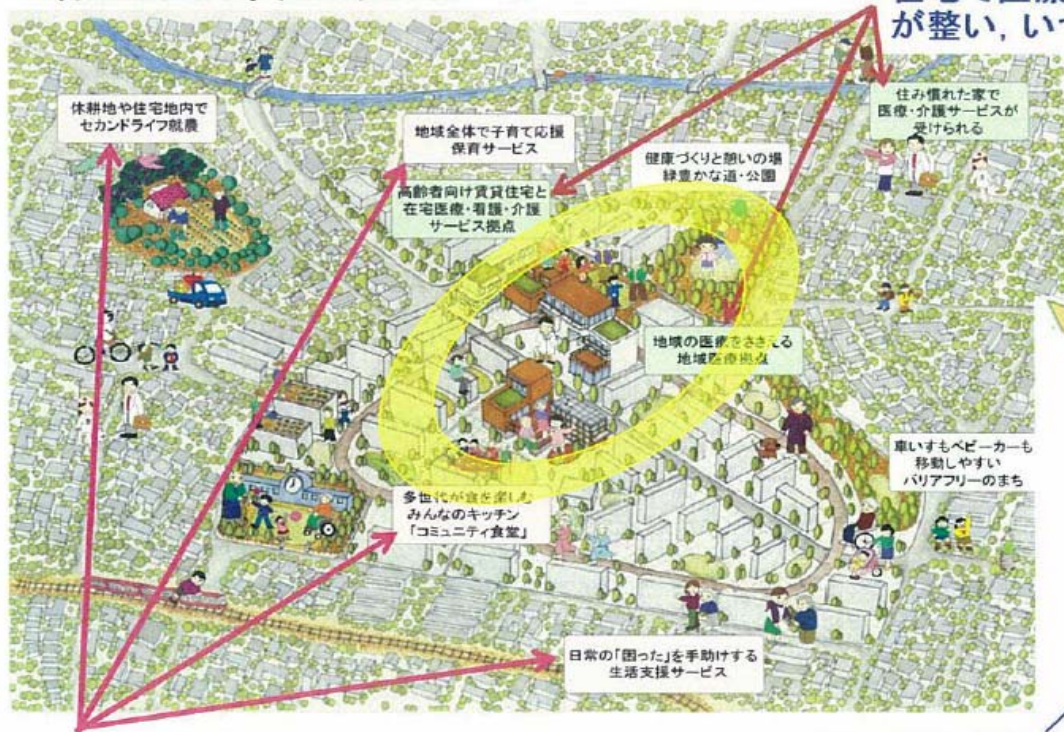 が整い，い
休耕地や住宅地内で
セカンドライフ就農
地域全体で子育て応援
保育サービス
住み慣れた家で
医療・介護サービスが
受けられる
健康づくりと憩いの場
緑豊かな道・公園
高齢者向け賃貸住宅と
在宅医療・看護・介護
サービス拠点
地域の医療をささえる
地域医療拠点
車いすもベビーカーも
移動しやすい
バリアフリーのまち
多世代が食を楽しむ
みんなのキッチン
「コミュニティ食堂」
日常の「困った」を手助けする
生活支援サービス